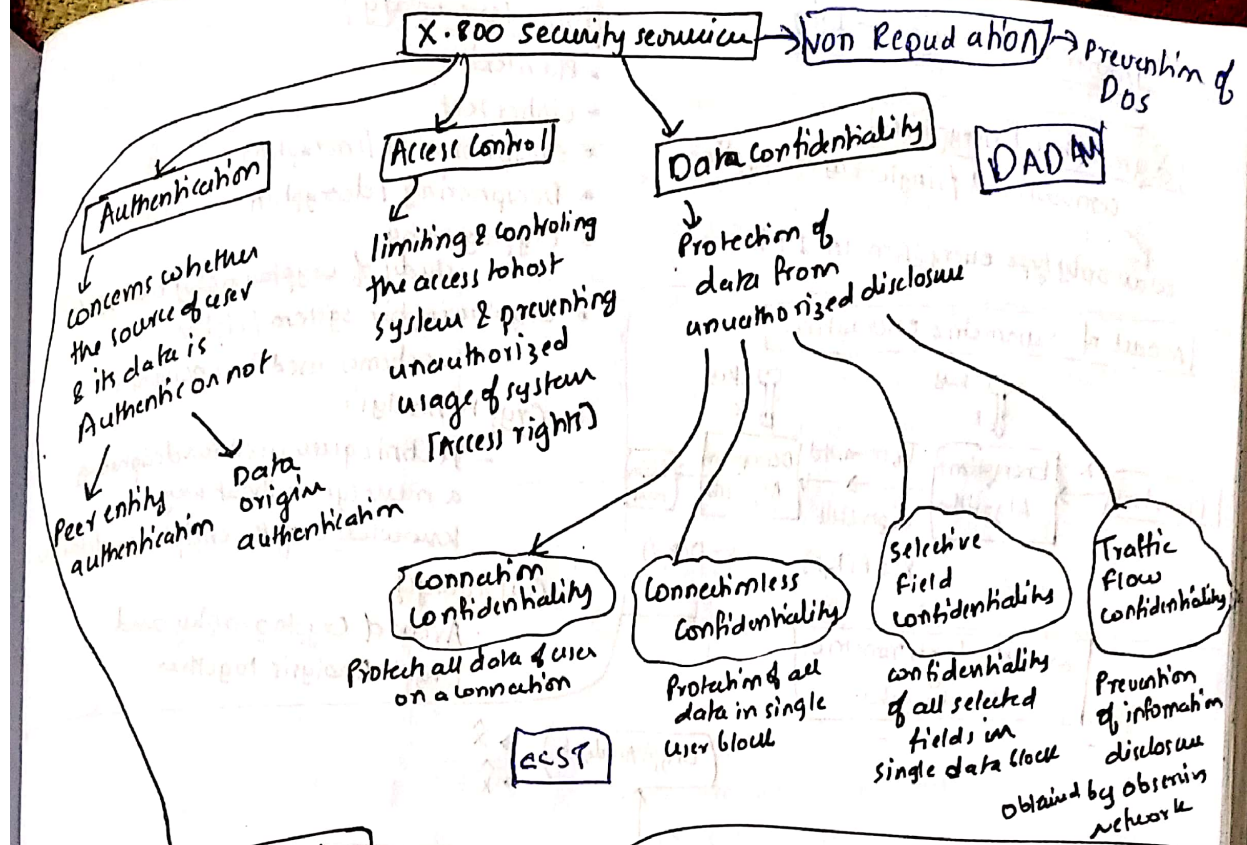 X.800 Security service
Non Repudation
Prevention of
DOS
Authentication
Access Control
Data Confidentiality
DADAN
concerns whether
the source of user
& its data is
Authentic or not
Peer entity
authentication
Data
origin
authentication
limiting & controling
the access to host
system & preventing
unauthorized
usage of system
[Access rights]
Protection of
data from
unuathorized disclosure
Connection
Confidentiality
Protect all data of user
on a connection
Connectionless
Confidentiality
Protection of all
data in single
user block
Selective
field
confidentiality
confidentiality
of all selected
fields in
single data block
Traffic
flow
confidentiality
Prevention
of infomation
disclosure
obtained by observing
network
CCST